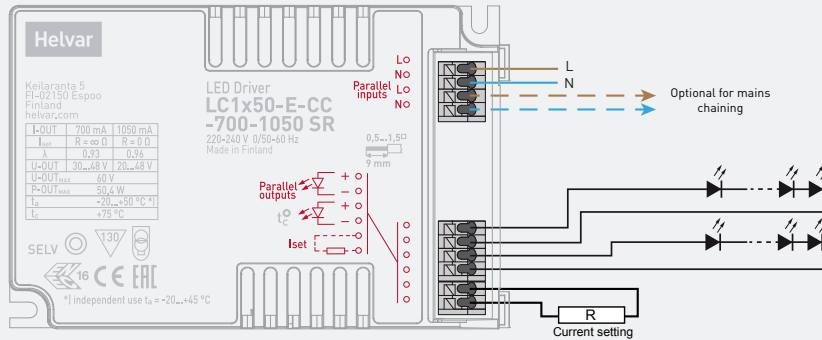 Helvar
Keilaranta 5
FI-02150 Espoo
Finland
helvar.com
I-OUT 700 mA 1050 mA
Iset R = ∞ Ω R = 0 Ω
λ 0.93 0.96
U-OUT 30...48 V 20...48 V
U-OUTMAX 60 V
P-OUTMAX 50,4 W
ta -20...+50 °C *)
tc +75 °C
SELV
130
16 CE EAC
*) independent use ta = -20...+45 °C
LED Driver
LC1x50-E-CC
-700-1050 SR
220-240 V 0/50-60 Hz
Made in Finland
0,5...1,5□
9 mm
L
N
L
N
Parallel
inputs
Parallel
outputs
+
−
+
−
tc
Iset
L
N
Optional for mains
chaining
R
Current setting